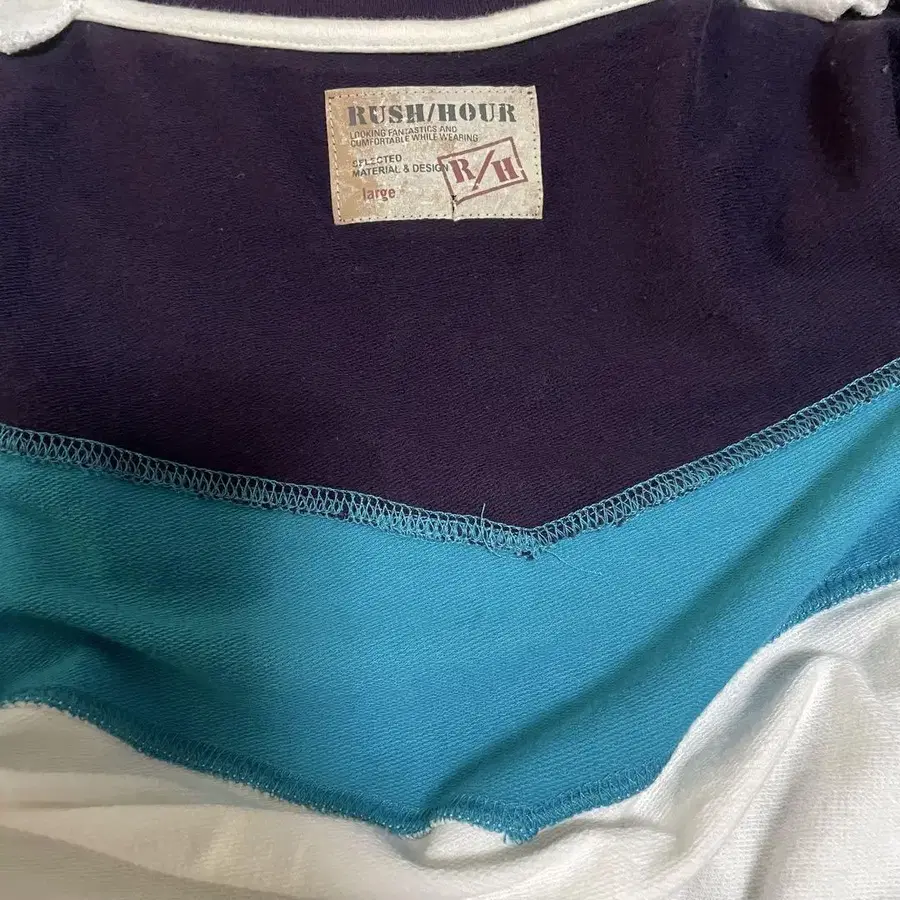 RUSH/HOUR
LOOKING FANTASTICS AND
COMFORTABLE WHILE WEARING
SELECTED
MATERIAL & DESIGN
R/H
large